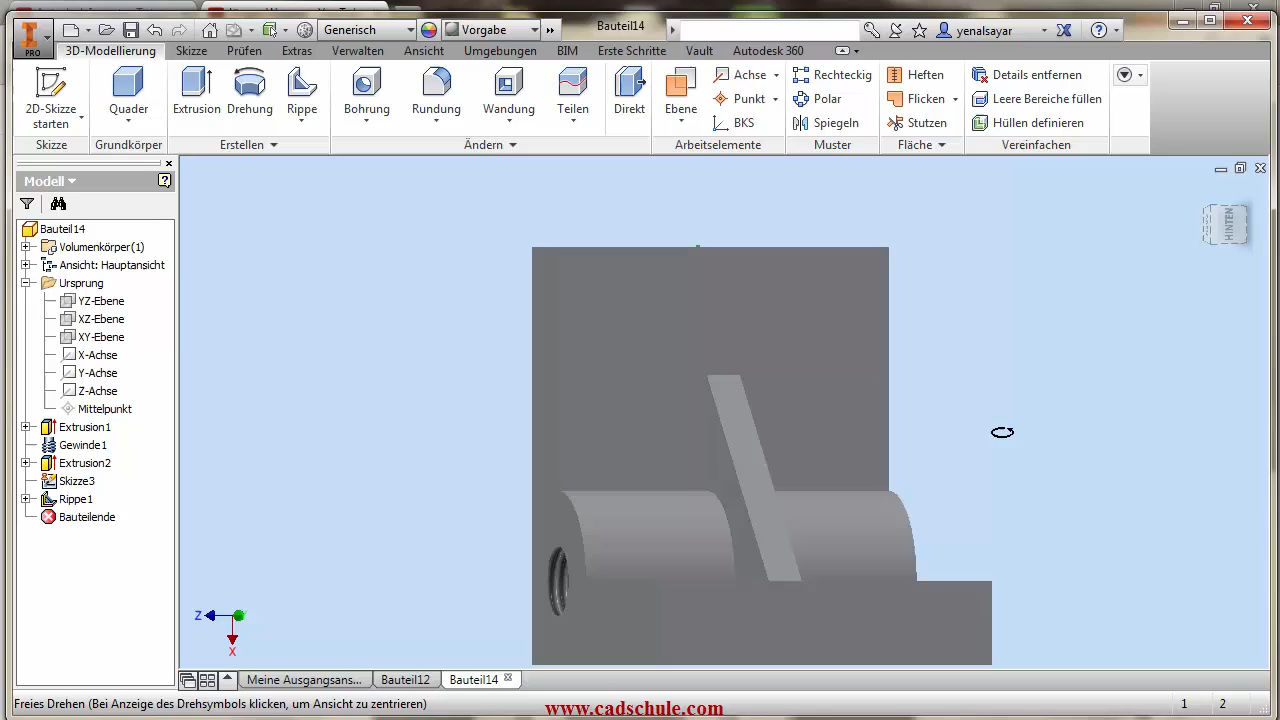 PRO
Generisch
Vorgabe
Bauteil14
yenalsayar
3D-Modellierung
Skizze
Prüfen
Extras
Verwalten
Ansicht
Umgebungen
BIM
Erste Schritte
Vault
Autodesk 360
2D-Skizze
starten
Quader
Extrusion
Drehung
Rippe
Bohrung
Rundung
Wandung
Teilen
Direkt
Ebene
Achse
Punkt
BKS
Rechteckig
Polar
Spiegeln
Heften
Flicken
Stutzen
Details entfernen
Leere Bereiche füllen
Hüllen definieren
Skizze
Grundkörper
Erstellen
Ändern
Arbeitselemente
Muster
Fläche
Vereinfachen
Modell
Bauteil14
Volumenkörper(1)
Ansicht: Hauptansicht
Ursprung
YZ-Ebene
XZ-Ebene
XY-Ebene
X-Achse
Y-Achse
Z-Achse
Mittelpunkt
Extrusion1
Gewinde1
Extrusion2
Skizze3
Rippe1
Bauteilende
HINTEN
Z
X
Meine Ausgangsans...
Bauteil12
Bauteil14
Freies Drehen (Bei Anzeige des Drehsymbols klicken, um Ansicht zu zentrieren)
1
2
www.cadschule.com